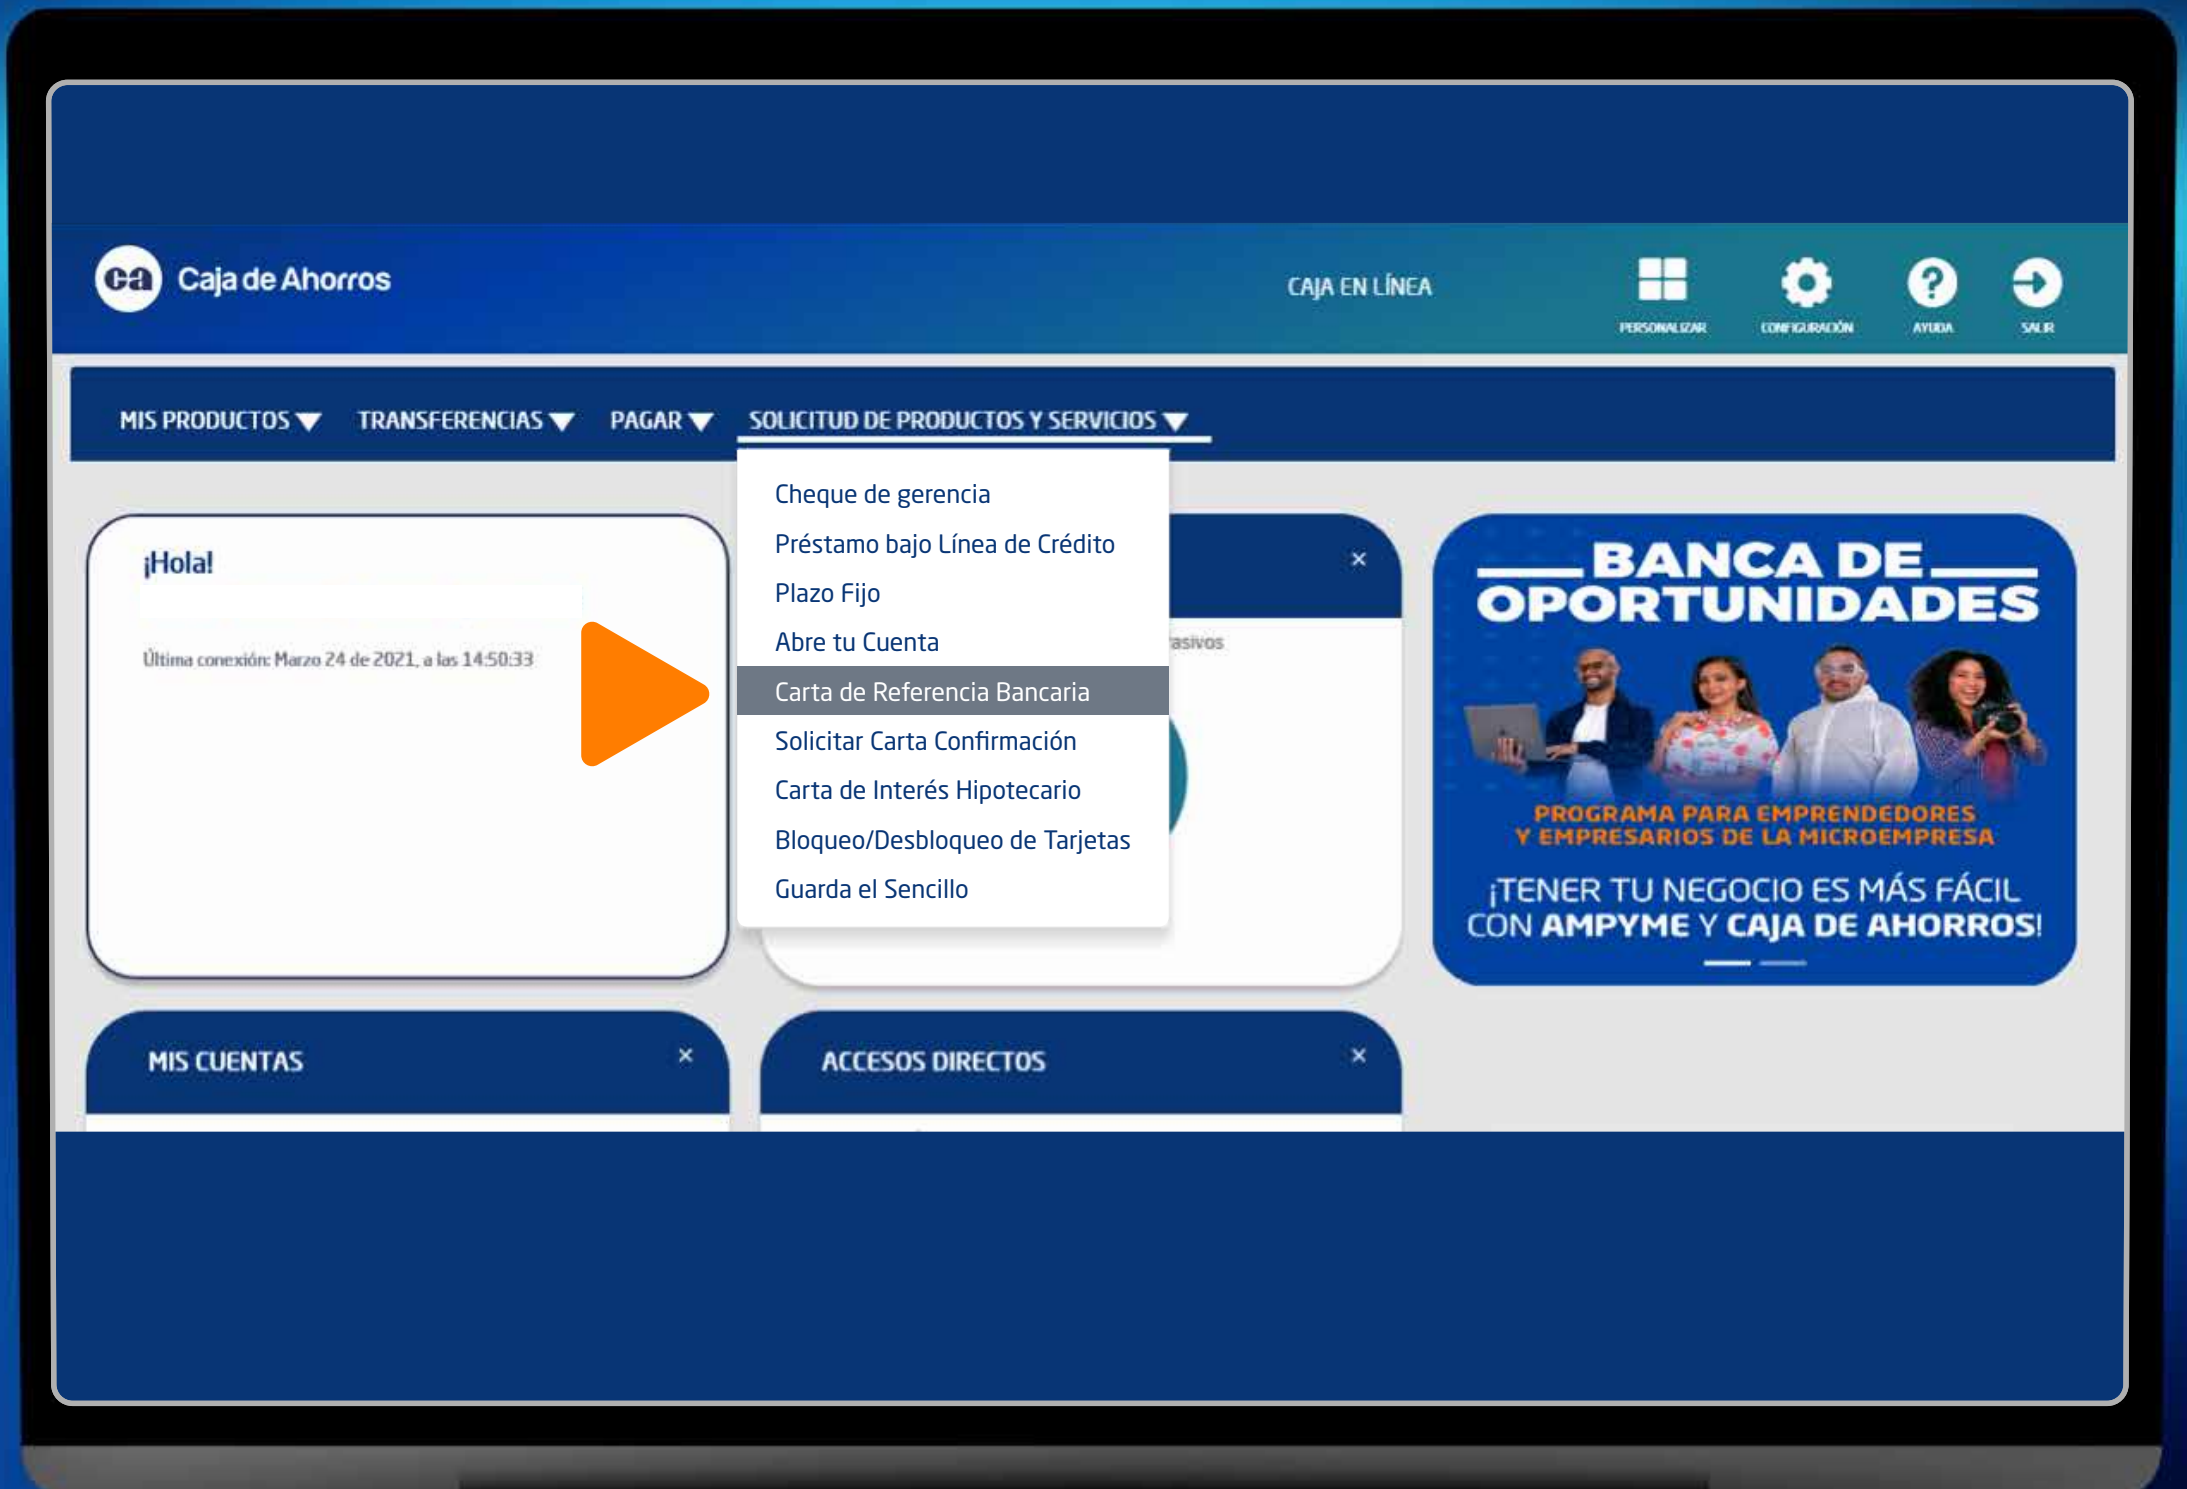 ca Caja de Ahorros
CAJA EN LÍNEA
PERSONALIZAR
CONFIGURACIÓN
AYUDA
SALIR
MIS PRODUCTOS
TRANSFERENCIAS
PAGAR
SOLICITUD DE PRODUCTOS Y SERVICIOS
Cheque de gerencia
Préstamo bajo Línea de Crédito
Plazo Fijo
Abre tu Cuenta
Carta de Referencia Bancaria
Solicitar Carta Confirmación
Carta de Interés Hipotecario
Bloqueo/Desbloqueo de Tarjetas
Guarda el Sencillo
¡Hola!
Última conexión: Marzo 24 de 2021, a las 14:50:33
asivos
BANCA DE
OPORTUNIDADES
PROGRAMA PARA EMPRENDEDORES
Y EMPRESARIOS DE LA MICROEMPRESA
¡TENER TU NEGOCIO ES MÁS FÁCIL
CON AMPYME Y CAJA DE AHORROS!
MIS CUENTAS
ACCESOS DIRECTOS